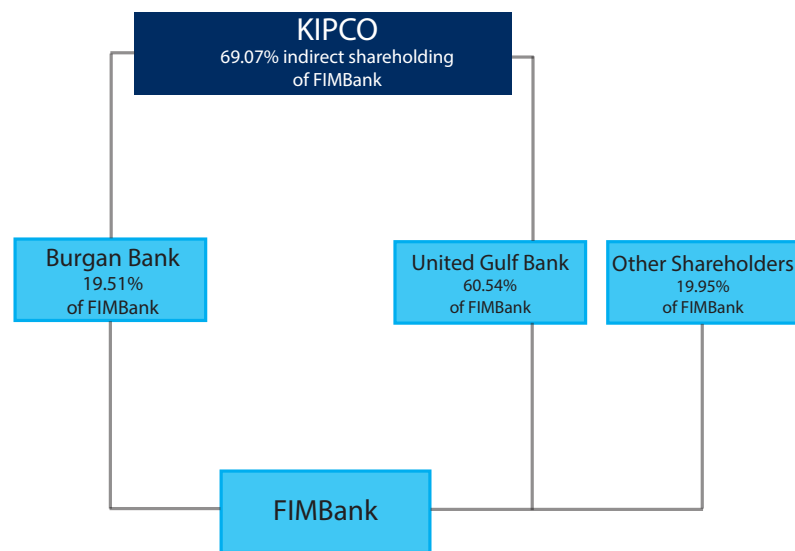 KIPCO
69.07% indirect shareholding
of FIMBank
Burgan Bank
19.51%
of FIMBank
United Gulf Bank
60.54%
of FIMBank
Other Shareholders
19.95%
of FIMBank
FIMBank